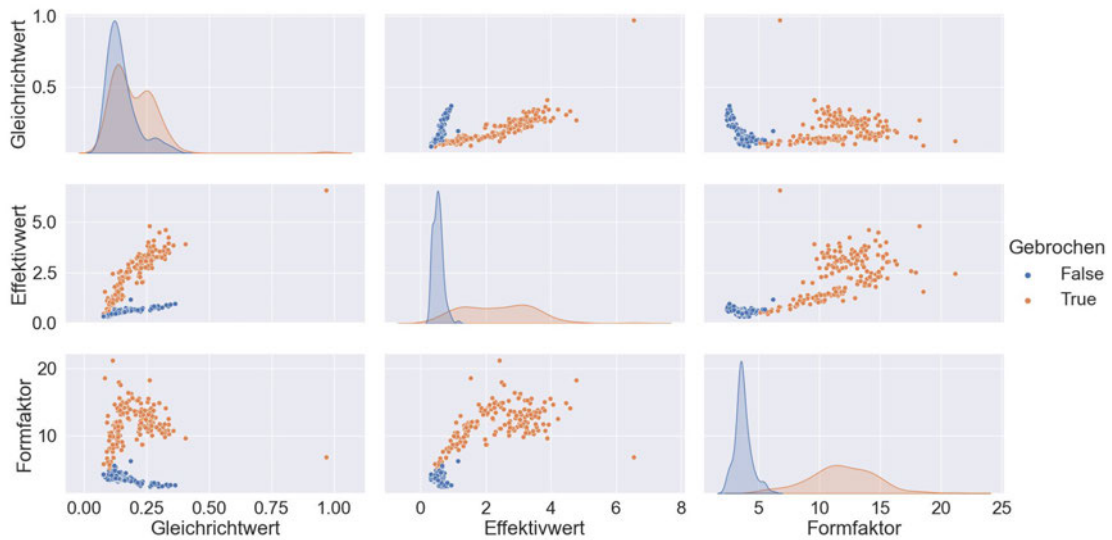 Gleichrichtwert
1.0
0.5
Effektivwert
5.0
2.5
0.0
Formfaktor
20
10
0.00 0.25 0.50 0.75 1.00
Gleichrichtwert
0 2 4 6 8
Effektivwert
5 10 15 20 25
Formfaktor
Gebrochen
False
True